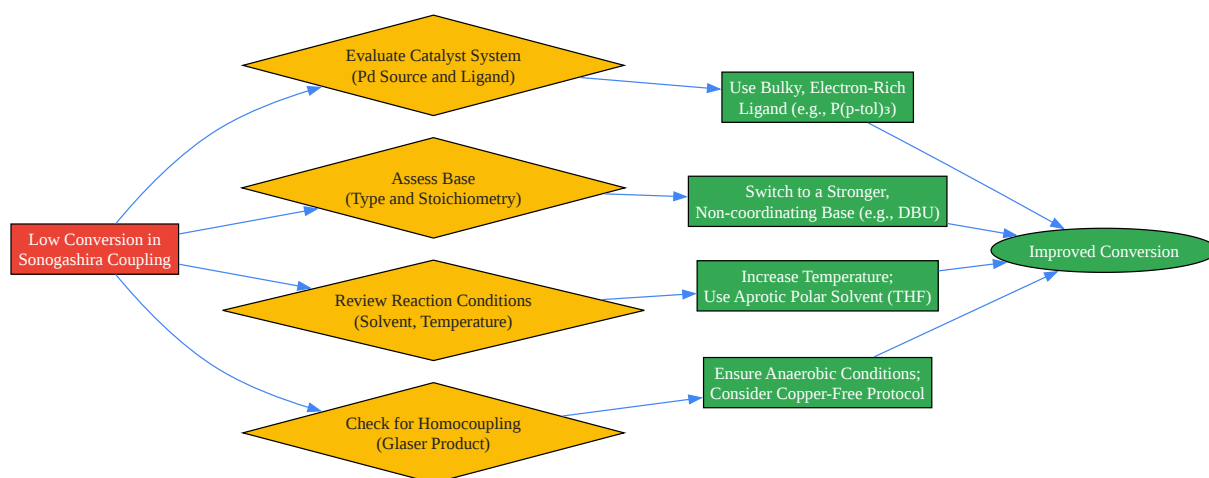 Low Conversion in
Sonogashira Coupling
Evaluate Catalyst System
(Pd Source and Ligand)
Use Bulky, Electron-Rich
Ligand (e.g., P(p-tol)₃)
Assess Base
(Type and Stoichiometry)
Switch to a Stronger,
Non-coordinating Base (e.g., DBU)
Review Reaction Conditions
(Solvent, Temperature)
Increase Temperature;
Use Aprotic Polar Solvent (THF)
Check for Homocoupling
(Glaser Product)
Ensure Anaerobic Conditions;
Consider Copper-Free Protocol
Improved Conversion